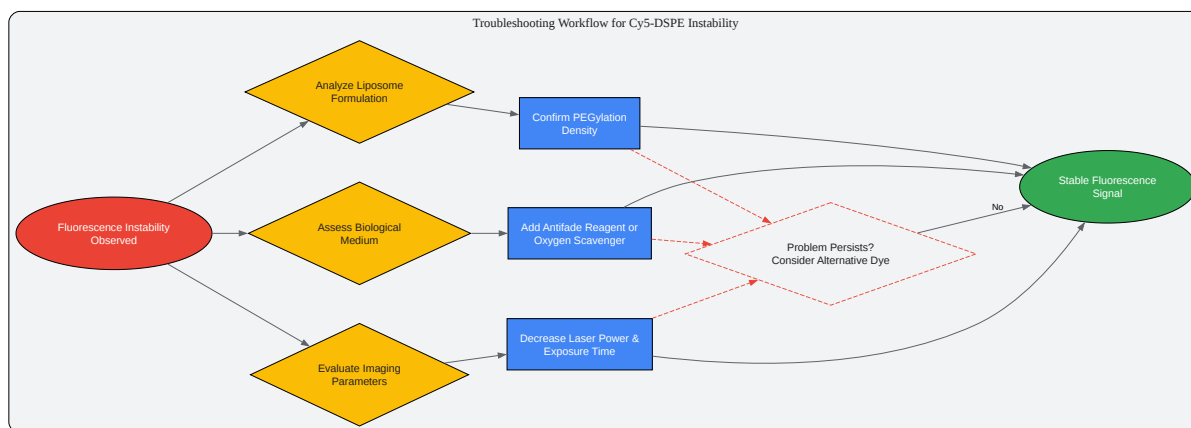 Troubleshooting Workflow for Cy5-DSPE Instability
Analyze Liposome
Formulation
Confirm PEGylation
Density
Stable Fluorescence
Signal
No
Fluorescence Instability
Observed
Assess Biological
Medium
Add Antifade Reagent or
Oxygen Scavenger
Problem Persists?
Consider Alternative Dye
Decrease Laser Power &
Exposure Time
Evaluate Imaging
Parameters